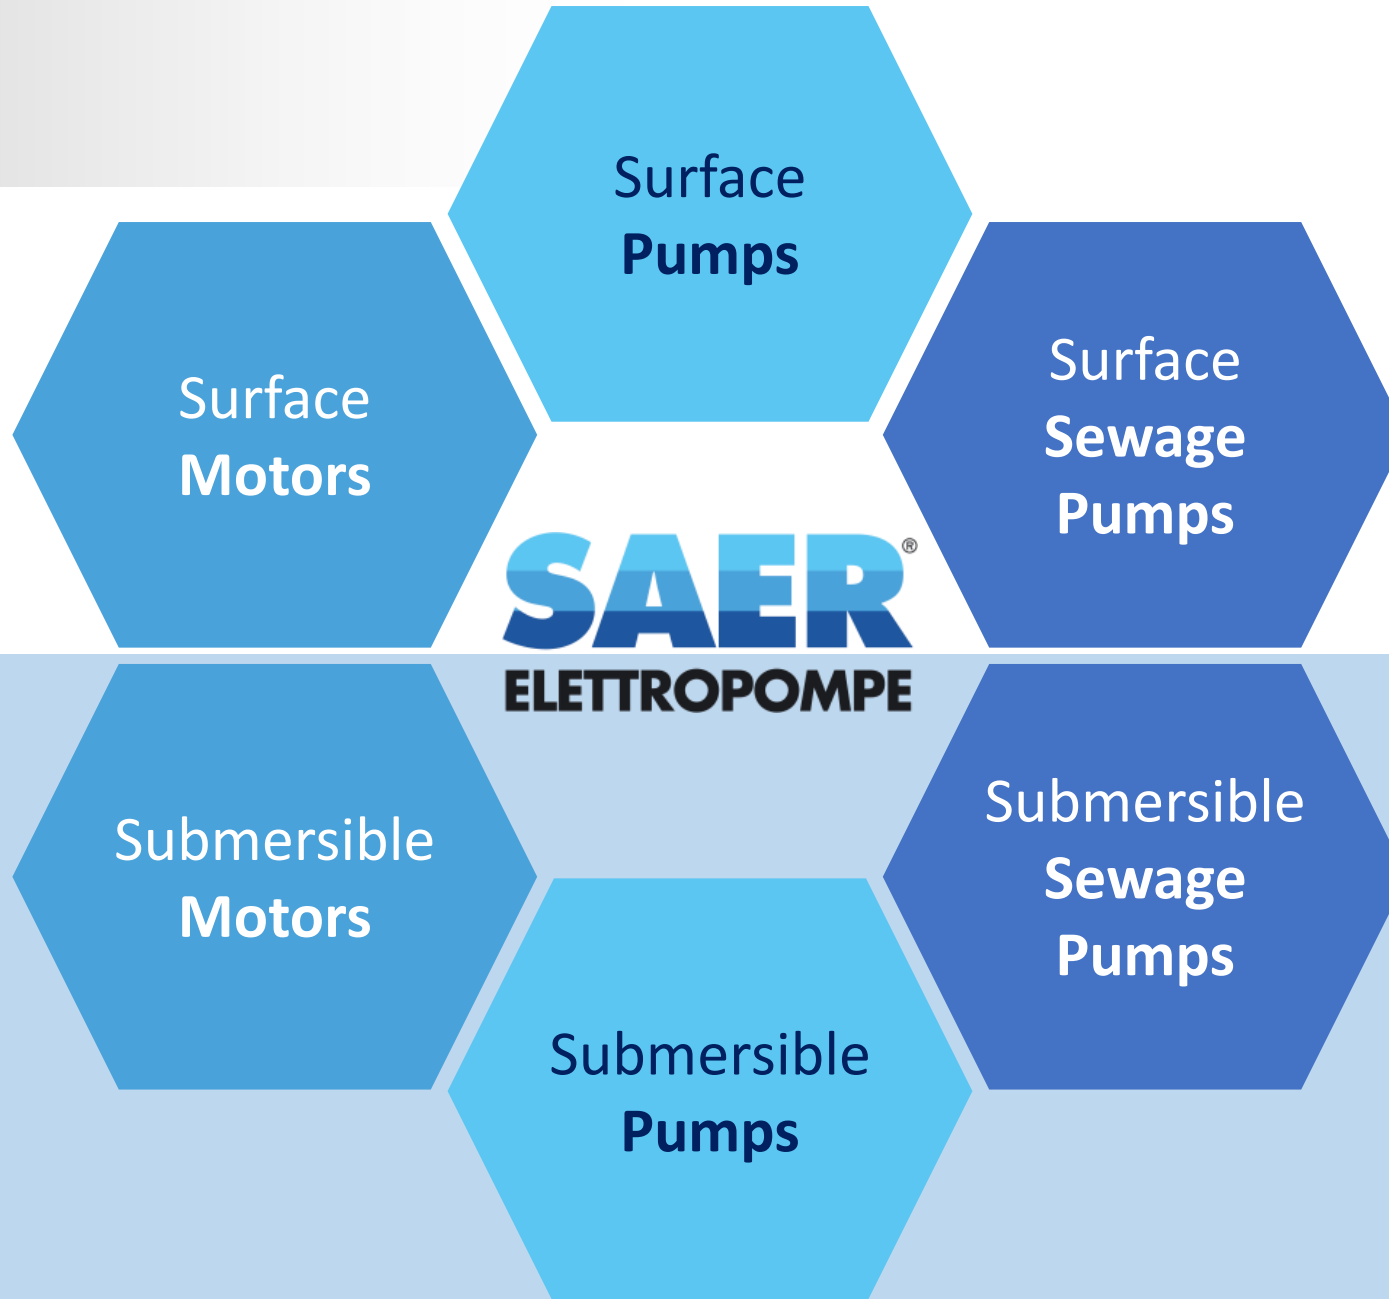 Surface
Pumps
Surface
Motors
Surface
Sewage
Pumps
SAER®
ELETTROPOMPE
Submersible
Motors
Submersible
Sewage
Pumps
Submersible
Pumps